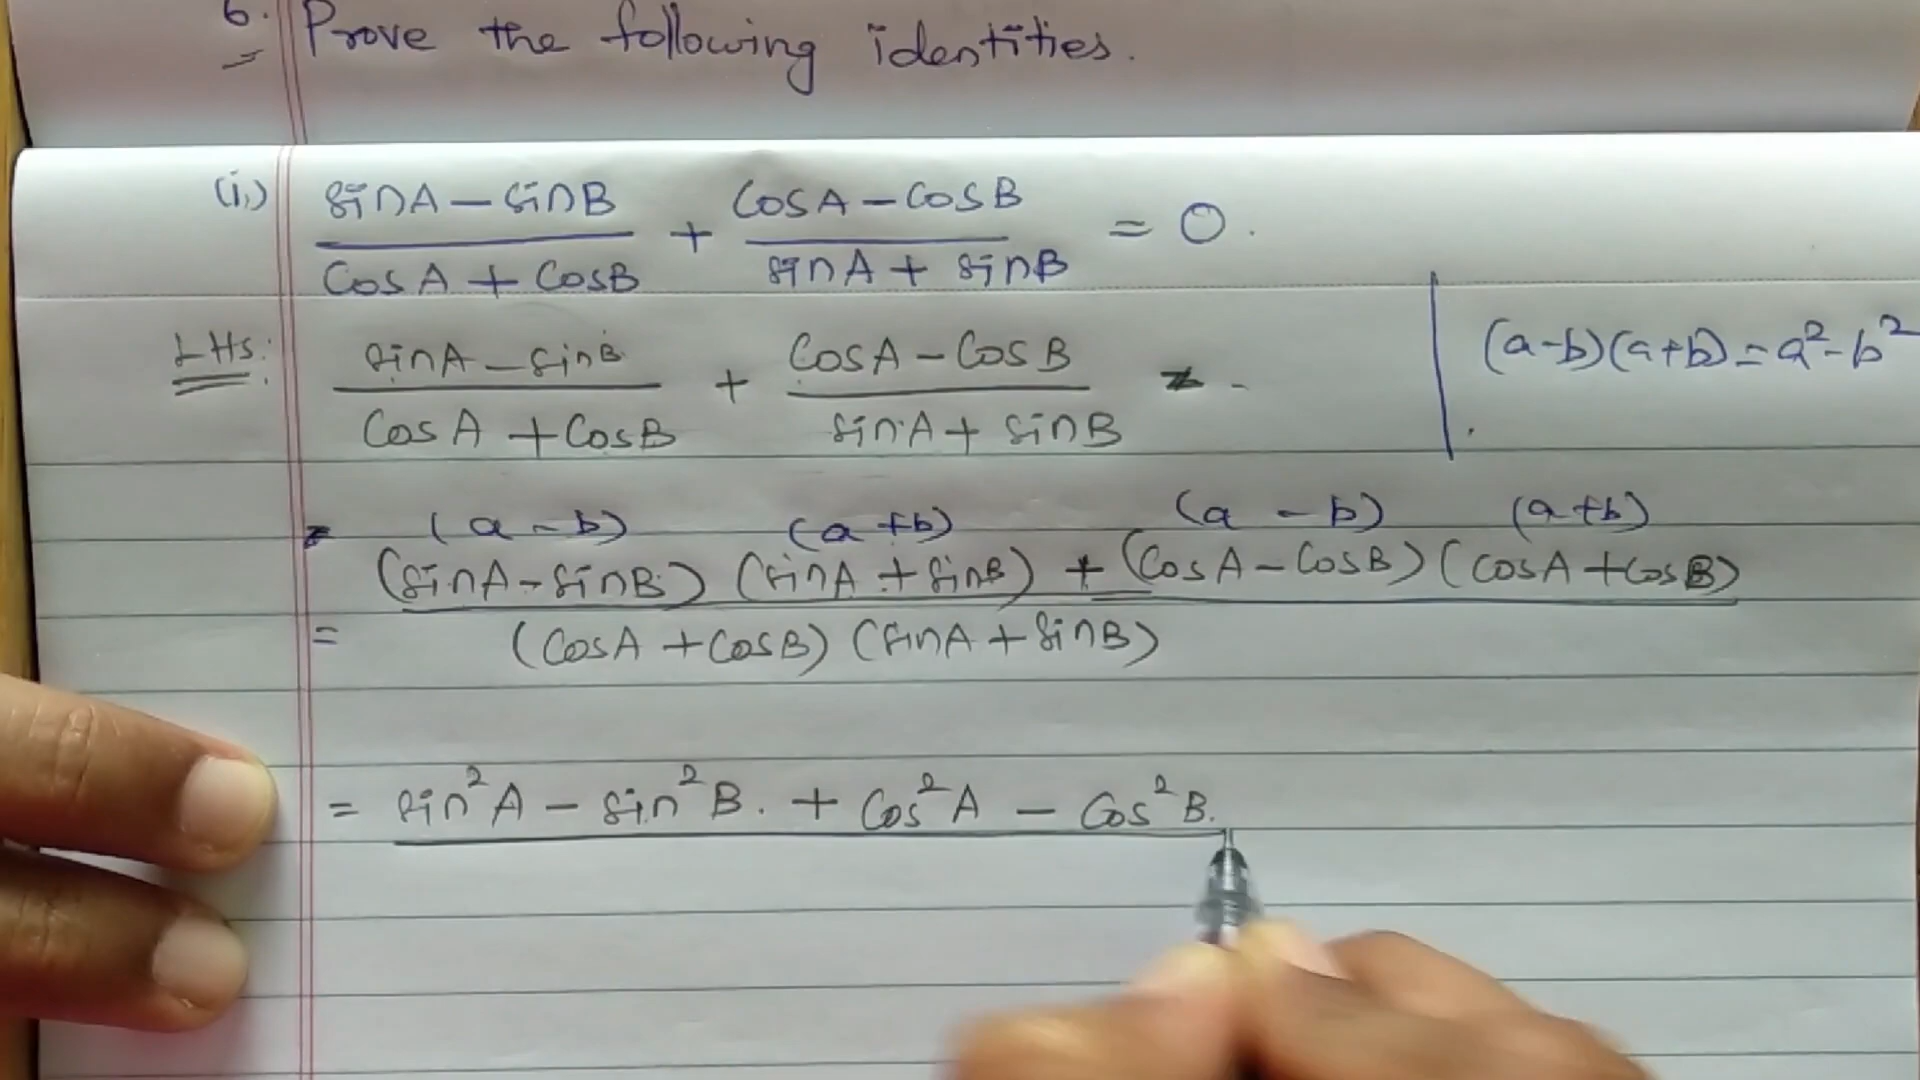 6. Prove the following identities.
(i,) sinA - sinB / CosA + CosB + CosA - CosB / sinA + sinB = 0.
LHS: sinA - sinB / CosA + CosB + CosA - CosB / sinA + sinB
(a-b)(a+b) = a² - b²
(a - b) (a + b) (a - b) (a+b)
= (sinA - sinB) (sinA + sinB) + (CosA - CosB) (CosA + CosB) / (CosA + CosB) (sinA + sinB)
= sin²A - sin²B. + Cos²A - Cos²B.